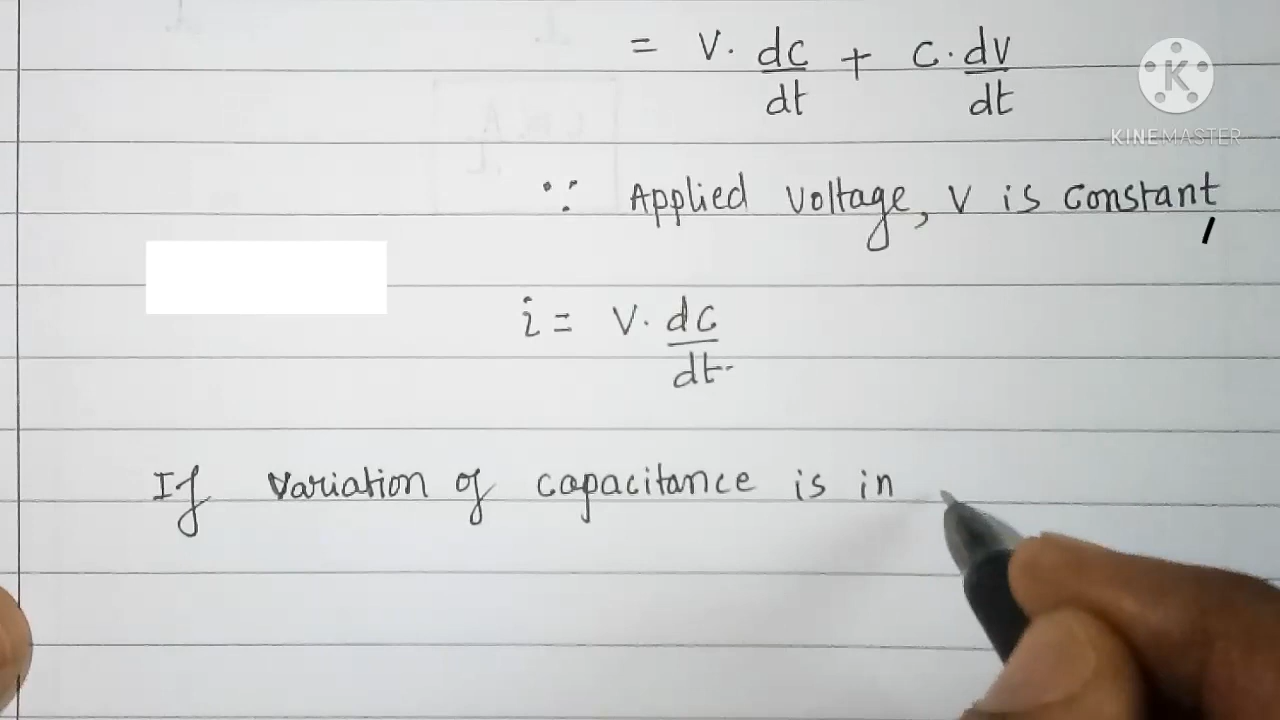 = V. dc/dt + C. dv/dt
K
KINEMASTER
∵ Applied Voltage, V is constant,
i = V. dc/dt
If variation of capacitance is in